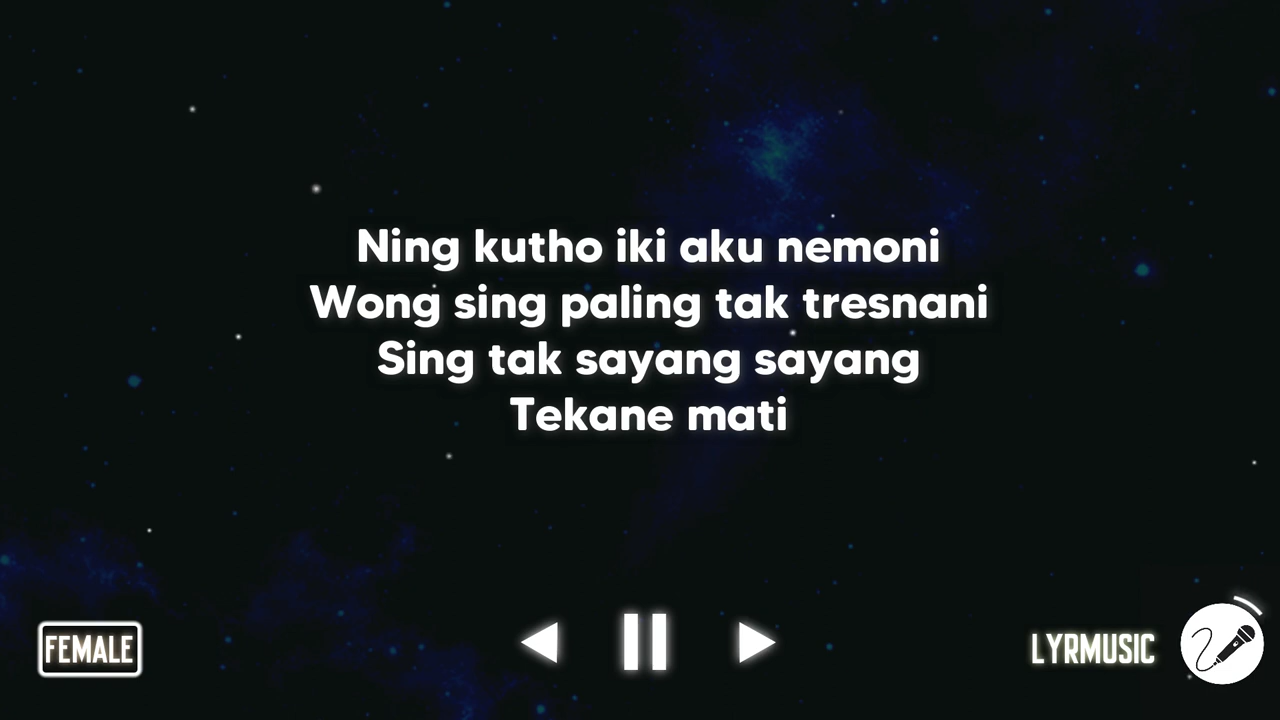 Ning kutho iki aku nemoni
Wong sing paling tak tresnani
Sing tak sayang sayang
Tekane mati
FEMALE
LYRMUSIC